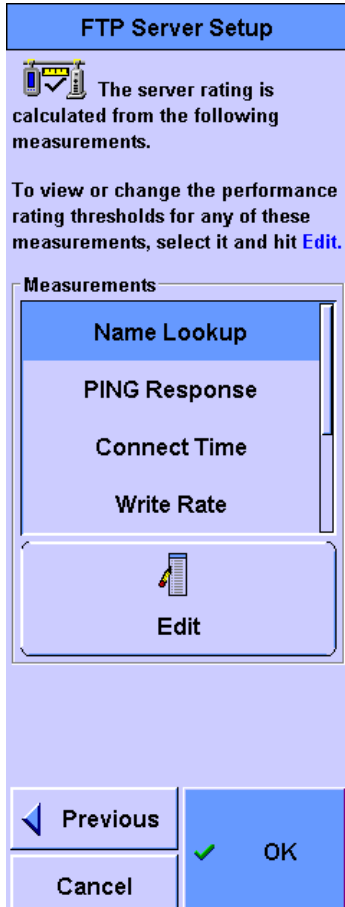 FTP Server Setup
The server rating is
calculated from the following
measurements.
To view or change the performance
rating thresholds for any of these
measurements, select it and hit Edit.
Measurements
Name Lookup
PING Response
Connect Time
Write Rate
Edit
Previous
OK
Cancel